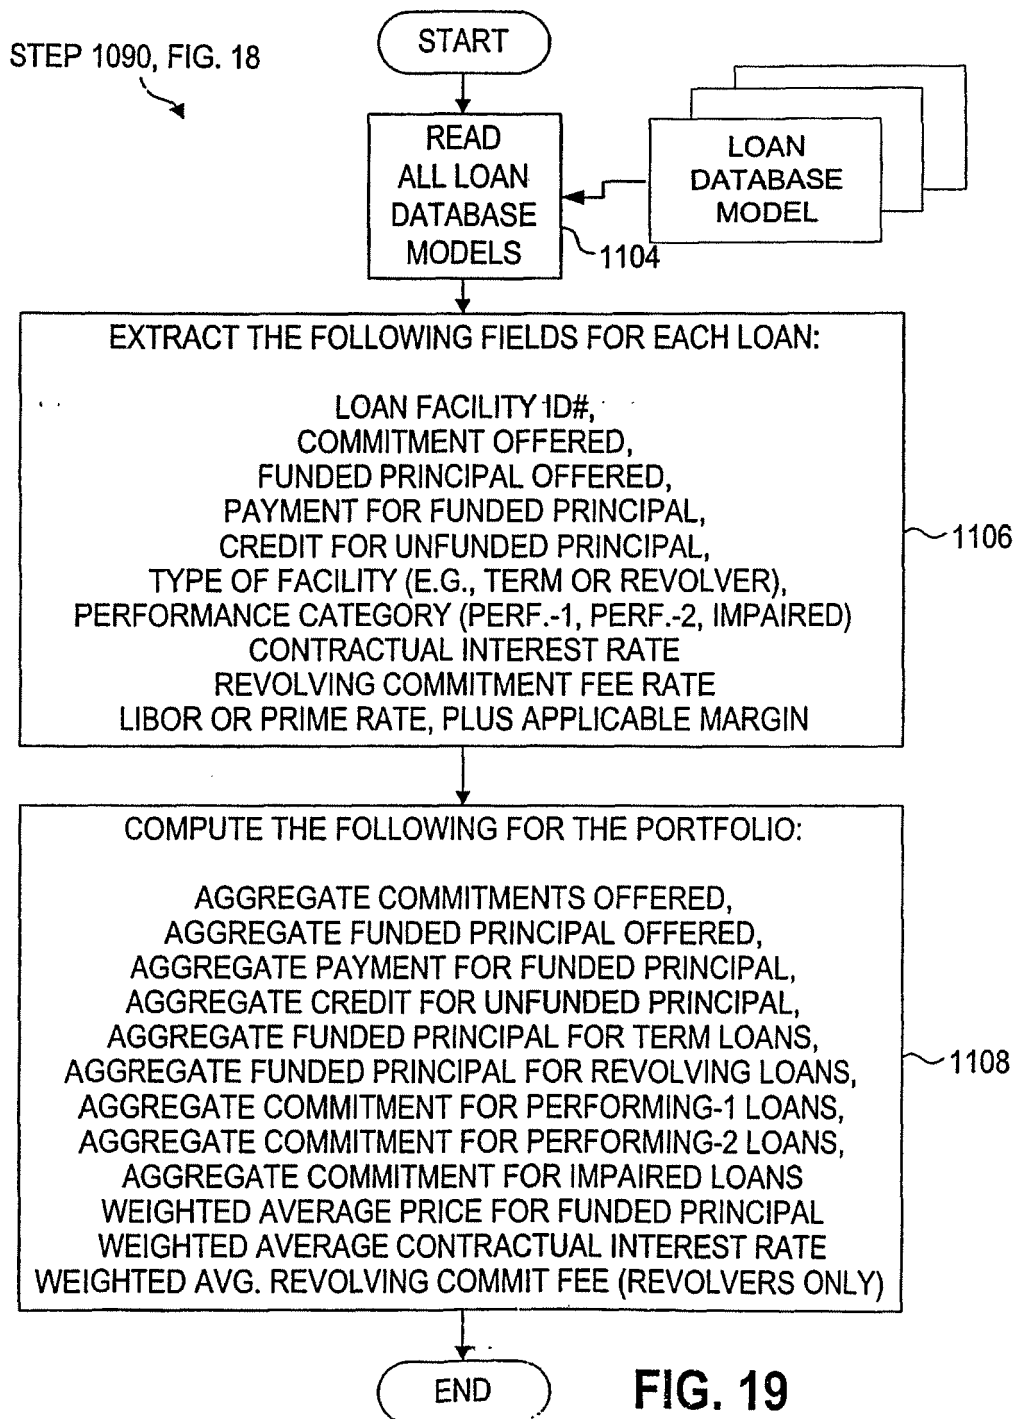 START
STEP 1090, FIG. 18
READ
ALL LOAN
DATABASE
MODELS
1104
LOAN
DATABASE
MODEL
EXTRACT THE FOLLOWING FIELDS FOR EACH LOAN:
LOAN FACILITY ID#,
COMMITMENT OFFERED,
FUNDED PRINCIPAL OFFERED,
PAYMENT FOR FUNDED PRINCIPAL,
CREDIT FOR UNFUNDED PRINCIPAL,
TYPE OF FACILITY (E.G., TERM OR REVOLVER),
PERFORMANCE CATEGORY (PERF.-1, PERF.-2, IMPAIRED)
CONTRACTUAL INTEREST RATE
REVOLVING COMMITMENT FEE RATE
LIBOR OR PRIME RATE, PLUS APPLICABLE MARGIN
1106
COMPUTE THE FOLLOWING FOR THE PORTFOLIO:
AGGREGATE COMMITMENTS OFFERED,
AGGREGATE FUNDED PRINCIPAL OFFERED,
AGGREGATE PAYMENT FOR FUNDED PRINCIPAL,
AGGREGATE CREDIT FOR UNFUNDED PRINCIPAL,
AGGREGATE FUNDED PRINCIPAL FOR TERM LOANS,
AGGREGATE FUNDED PRINCIPAL FOR REVOLVING LOANS,
AGGREGATE COMMITMENT FOR PERFORMING-1 LOANS,
AGGREGATE COMMITMENT FOR PERFORMING-2 LOANS,
AGGREGATE COMMITMENT FOR IMPAIRED LOANS
WEIGHTED AVERAGE PRICE FOR FUNDED PRINCIPAL
WEIGHTED AVERAGE CONTRACTUAL INTEREST RATE
WEIGHTED AVG. REVOLVING COMMIT FEE (REVOLVERS ONLY)
1108
END
FIG. 19